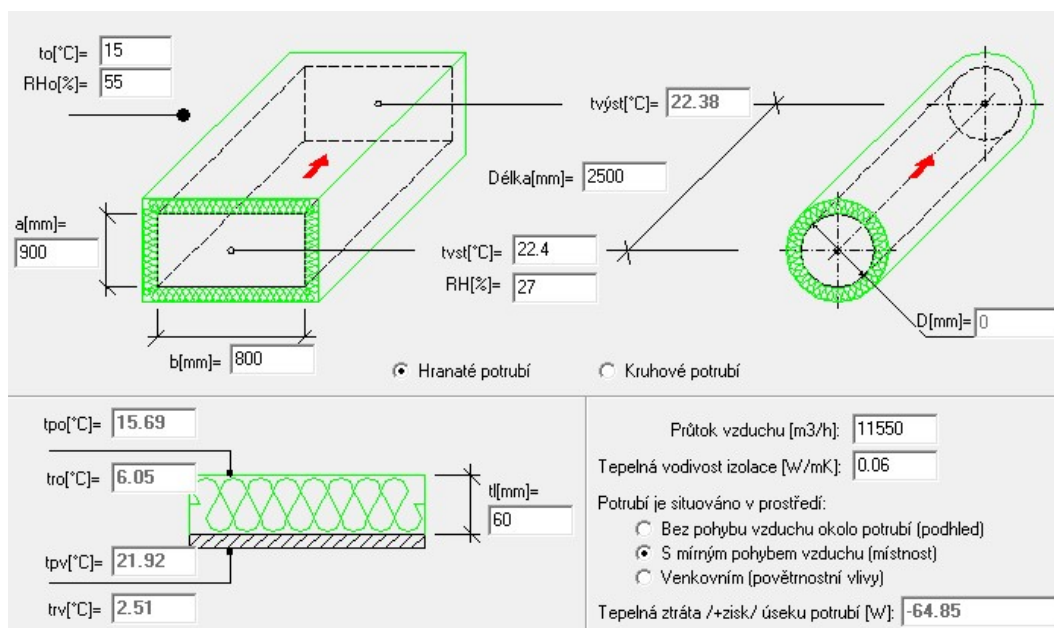 to[°C]= 15
RHo[%]= 55
tvýst[°C]= 22.38
Délka[mm]= 2500
a[mm]=
900
tvst[°C]= 22.4
RH[%]= 27
D[mm]= 0
b[mm]= 800
Hranaté potrubí
Kruhové potrubí
tpo[°C]= 15.69
tro[°C]= 6.05
tl[mm]=
60
tpv[°C]= 21.92
trv[°C]= 2.51
Průtok vzduchu [m3/h]: 11550
Tepelná vodivost izolace [W/mK]: 0.06
Potrubí je situováno v prostředí:
Bez pohybu vzduchu okolo potrubí (podhled)
S mírným pohybem vzduchu (místnost)
Venkovním (povětrnostní vlivy)
Tepelná ztráta /+zisk/ úseku potrubí [W]: -64.85